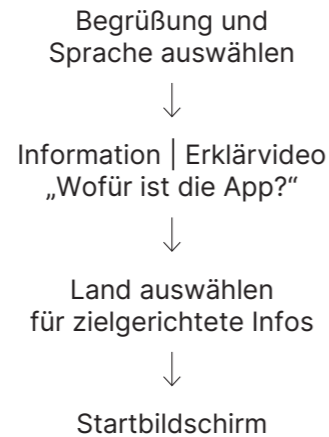 Begrüßung und
Sprache auswählen
↓
Information | Erklärvideo
„Wofür ist die App?“
↓
Land auswählen
für zielgerichtete Infos
↓
Startbildschirm